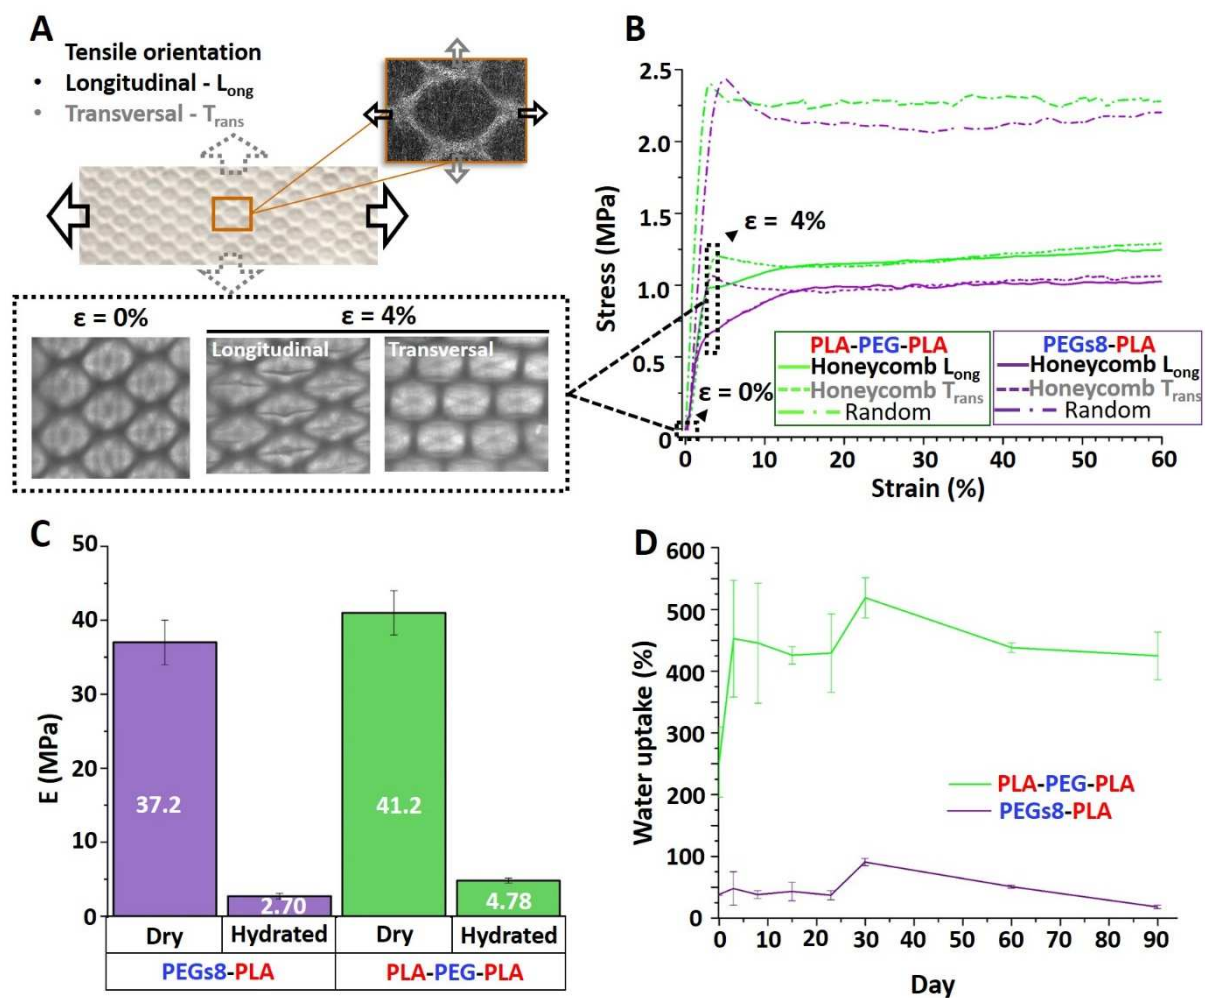 A
Tensile orientation
• Longitudinal - Long
• Transversal - Trans
ε = 0%
ε = 4%
Longitudinal
Transversal
B
Stress (MPa)
2.5
2.0
1.5
1.0
0.5
0
ε = 4%
ε = 0%
PLA-PEG-PLA
Honeycomb Long
Honeycomb Trans
Random
PEGs8-PLA
Honeycomb Long
Honeycomb Trans
Random
0 10 20 30 40 50 60
Strain (%)
C
E (MPa)
50
40
30
20
10
0
37.2
2.70
41.2
4.78
Dry Hydrated Dry Hydrated
PEGs8-PLA PLA-PEG-PLA
D
Water uptake (%)
600
500
400
300
200
100
0
PLA-PEG-PLA
PEGs8-PLA
0 10 20 30 40 50 60 70 80 90
Day